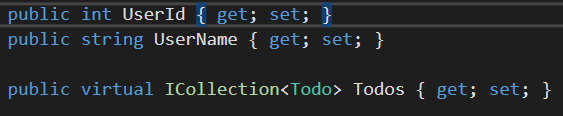 public int UserId { get; set; }
public string UserName { get; set; }
public virtual ICollection<Todo> Todos { get; set; }